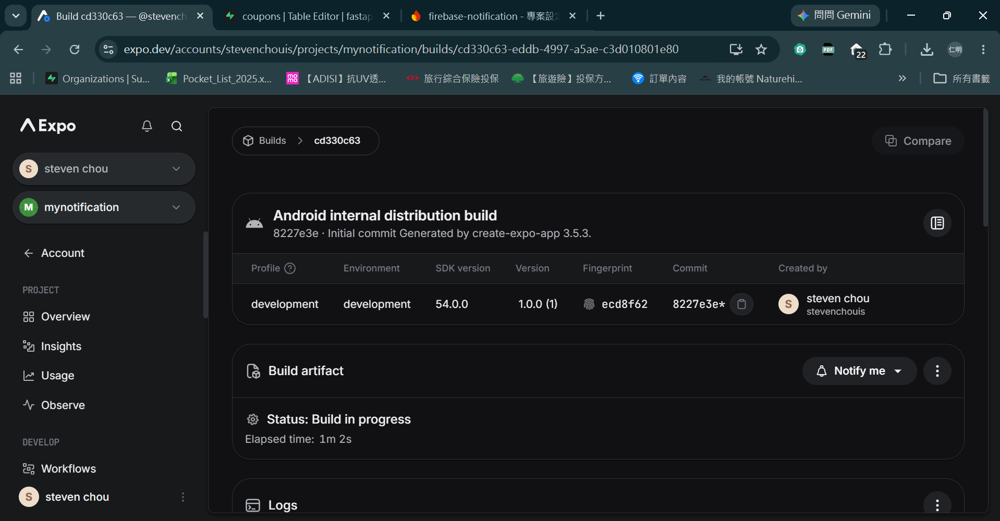 Build cd330c63 — @stevench
coupons | Table Editor | fastap
firebase-notification - 專案設定
問問 Gemini
expo.dev/accounts/stevenchouis/projects/mynotification/builds/cd330c63-eddb-4997-a5ae-c3d010801e80
PDF
22
仁明
Organizations | Su...
Pocket_List_2025.x...
momo
【ADISI】抗UV透...
旅行綜合保險投保
【旅遊險】投保方...
訂單內容
我的帳號 Naturehi...
所有書籤
Expo
S
steven chou
M
mynotification
Account
PROJECT
Overview
Insights
Usage
Observe
DEVELOP
Workflows
S
steven chou
Builds
cd330c63
Compare
Android internal distribution build
8227e3e · Initial commit Generated by create-expo-app 3.5.3.
Profile
Environment
SDK version
Version
Fingerprint
Commit
Created by
development
development
54.0.0
1.0.0 (1)
ecd8f62
8227e3e*
S
steven chou
stevenchouis
Build artifact
Notify me
Status: Build in progress
Elapsed time: 1m 2s
Logs